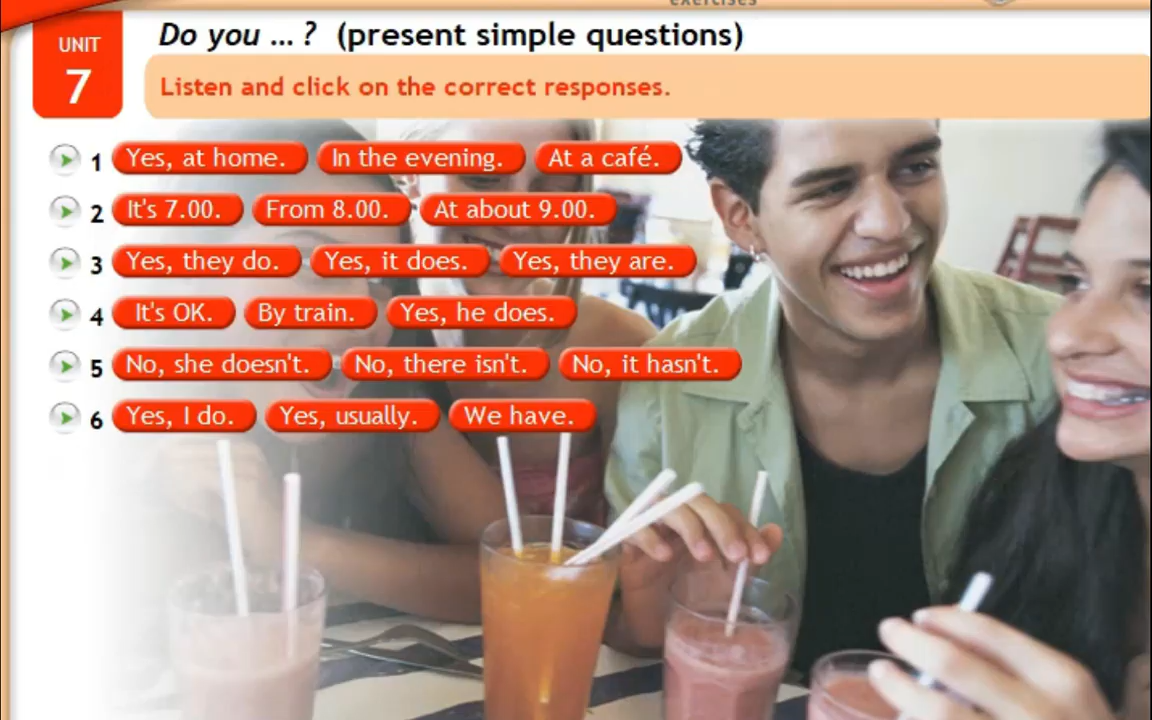 exercises
UNIT
7
Do you ... ? (present simple questions)
Listen and click on the correct responses.
1 Yes, at home. In the evening. At a café.
2 It's 7.00. From 8.00. At about 9.00.
3 Yes, they do. Yes, it does. Yes, they are.
4 It's OK. By train. Yes, he does.
5 No, she doesn't. No, there isn't. No, it hasn't.
6 Yes, I do. Yes, usually. We have.